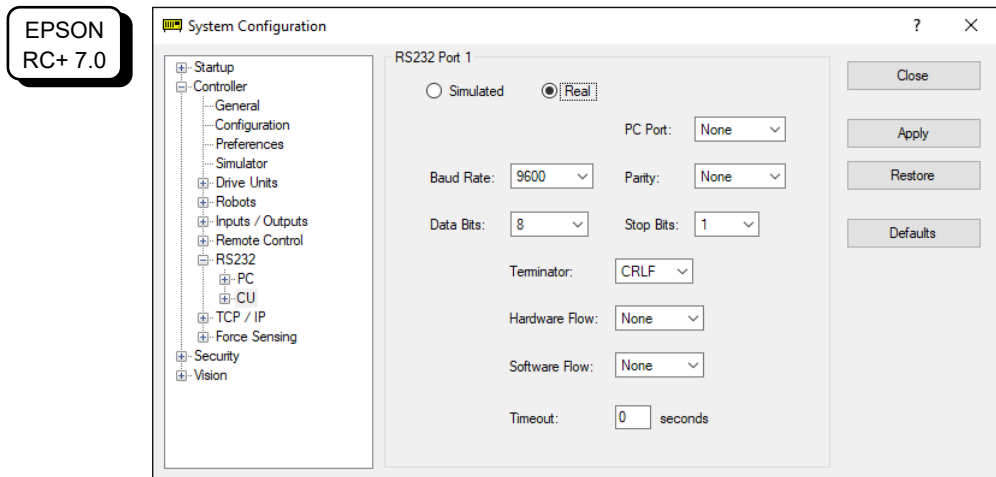 EPSON
RC+ 7.0
System Configuration
Startup
Controller
General
Configuration
Preferences
Simulator
Drive Units
Robots
Inputs / Outputs
Remote Control
RS232
PC
CU
TCP / IP
Force Sensing
Security
Vision
RS232 Port 1
Simulated Real
PC Port: None
Baud Rate: 9600 Parity: None
Data Bits: 8 Stop Bits: 1
Terminator: CRLF
Hardware Flow: None
Software Flow: None
Timeout: 0 seconds
Close
Apply
Restore
Defaults